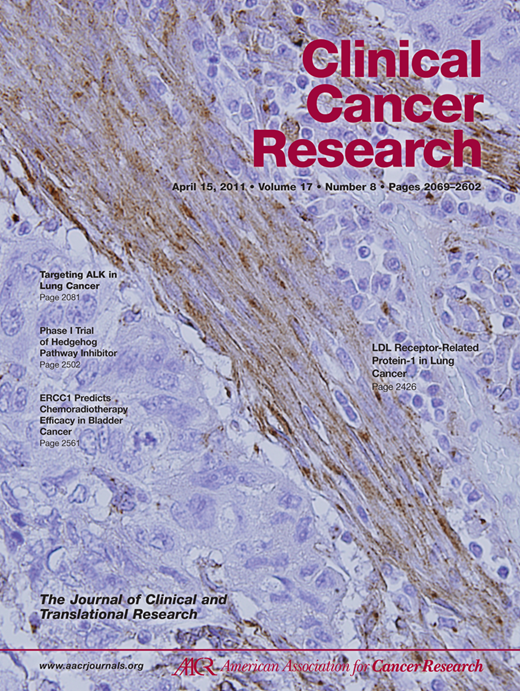 Clinical
Cancer
Research
April 15, 2011 • Volume 17 • Number 8 • Pages 2069–2602
Targeting ALK in
Lung Cancer
Page 2081
Phase I Trial
of Hedgehog
Pathway Inhibitor
Page 2502
ERCC1 Predicts
Chemoradiotherapy
Efficacy in Bladder
Cancer
Page 2561
LDL Receptor-Related
Protein-1 in Lung
Cancer
Page 2426
The Journal of Clinical and
Translational Research
www.aacrjournals.org
AACR American Association for Cancer Research